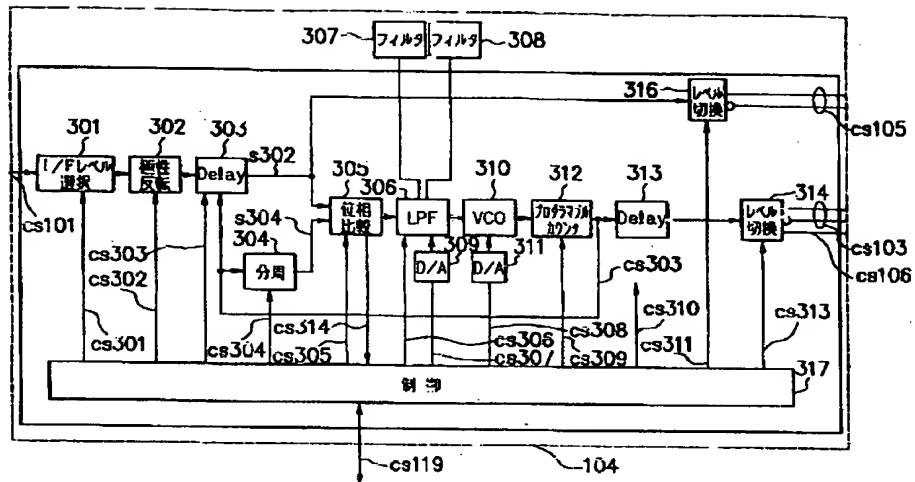 307
フィルタ
フィルタ
308
316
レベル
切換
cs105
301
302
303
I/Fレベル
選択
極性
反転
Delay
s302
305
306
310
312
313
314
位相
比較
LPF
VCO
プログラマブル
カウンタ
Delay
レベル
切換
cs101
s304
304
分周
309
D/A
311
D/A
cs303
cs103
cs106
cs303
cs302
cs301
cs304
cs305
cs314
cs306
cs307
cs308
cs309
cs310
cs311
cs313
制御
317
cs119
104